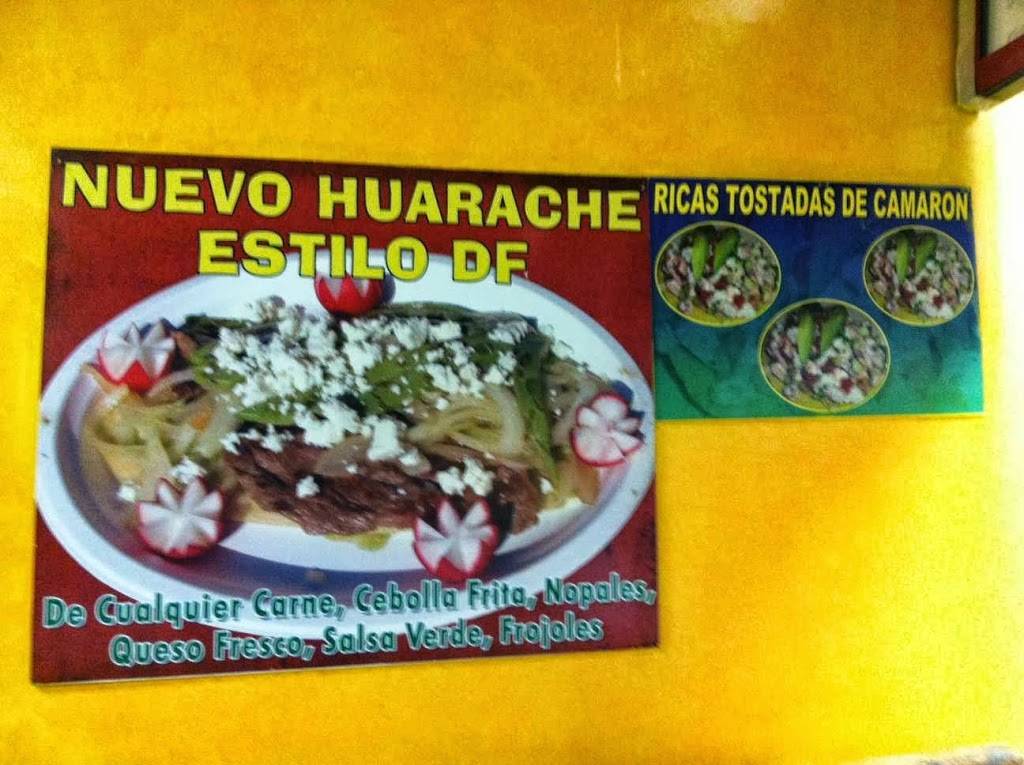 NUEVO HUARACHE
ESTILO DF
De Cualquier Carne, Cebolla Frita, Nopales,
Queso Fresco, Salsa Verde, Frojoles
RICAS TOSTADAS DE CAMARON